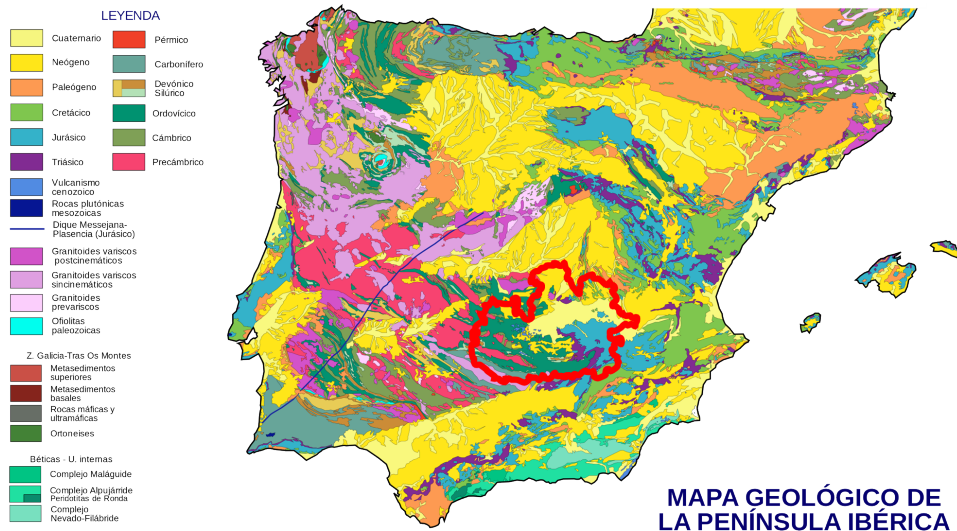 LEYENDA
Cuaternario
Neógeno
Paleógeno
Cretácico
Jurásico
Triásico
Vulcanismo
cenozoico
Rocas plutónicas
mesozoicas
Dique Messejana-
Plasencia (Jurásico)
Granitoides variscos
postcinemáticos
Granitoides variscos
sincinemáticos
Granitoides
prevariscos
Ofiolitas
paleozoicas
Pérmico
Carbonífero
Devónico
Silúrico
Ordovícico
Cámbrico
Precámbrico
Z. Galicia-Tras Os Montes
Metasedimentos
superiores
Metasedimentos
basales
Rocas máficas y
ultramáficas
Ortoneises
Béticas - U. internas
Complejo Maláguide
Complejo Alpujárride
Peridotitas de Ronda
Complejo
Nevado-Filábride
MAPA GEOLÓGICO DE
LA PENÍNSULA IBÉRICA